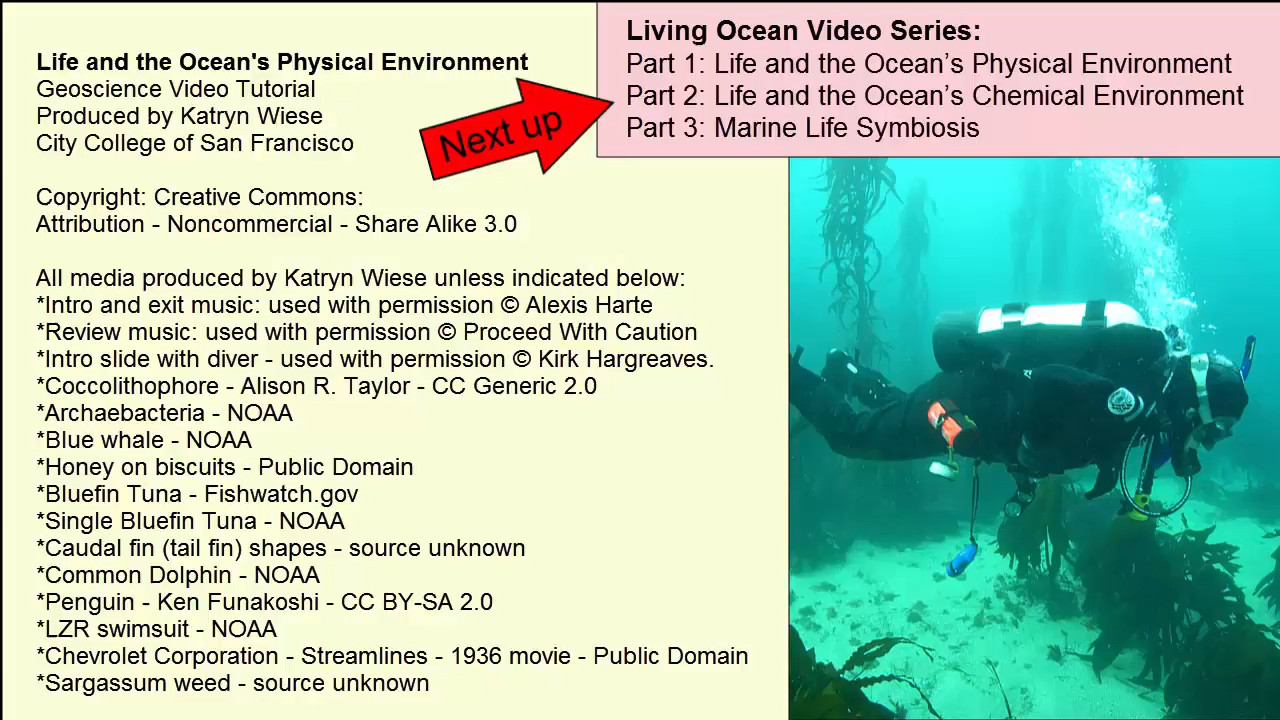 Life and the Ocean's Physical Environment
Geoscience Video Tutorial
Produced by Katryn Wiese
City College of San Francisco
Copyright: Creative Commons:
Attribution - Noncommercial - Share Alike 3.0
All media produced by Katryn Wiese unless indicated below:
*Intro and exit music: used with permission © Alexis Harte
*Review music: used with permission © Proceed With Caution
*Intro slide with diver - used with permission © Kirk Hargreaves.
*Coccolithophore - Alison R. Taylor - CC Generic 2.0
*Archaebacteria - NOAA
*Blue whale - NOAA
*Honey on biscuits - Public Domain
*Bluefin Tuna - Fishwatch.gov
*Single Bluefin Tuna - NOAA
*Caudal fin (tail fin) shapes - source unknown
*Common Dolphin - NOAA
*Penguin - Ken Funakoshi - CC BY-SA 2.0
*LZR swimsuit - NOAA
*Chevrolet Corporation - Streamlines - 1936 movie - Public Domain
*Sargassum weed - source unknown
Next up
Living Ocean Video Series:
Part 1: Life and the Ocean’s Physical Environment
Part 2: Life and the Ocean’s Chemical Environment
Part 3: Marine Life Symbiosis